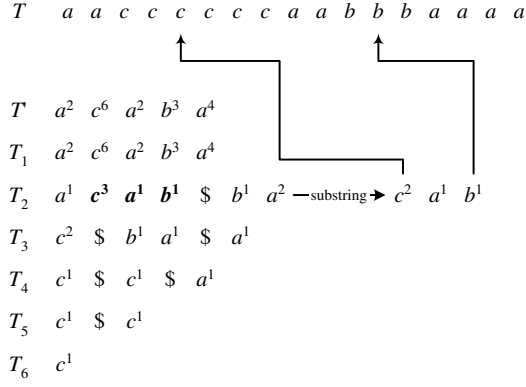 T a a c c c c c c a a b b b a a a a
T a² c⁶ a² b³ a⁴
T₁ a² c⁶ a² b³ a⁴
T₂ a¹ c³ a¹ b¹ $ b¹ a² substring c² a¹ b¹
T₃ c² $ b¹ a¹ $ a¹
T₄ c¹ $ c¹ $ a¹
T₅ c¹ $ c¹
T₆ c¹